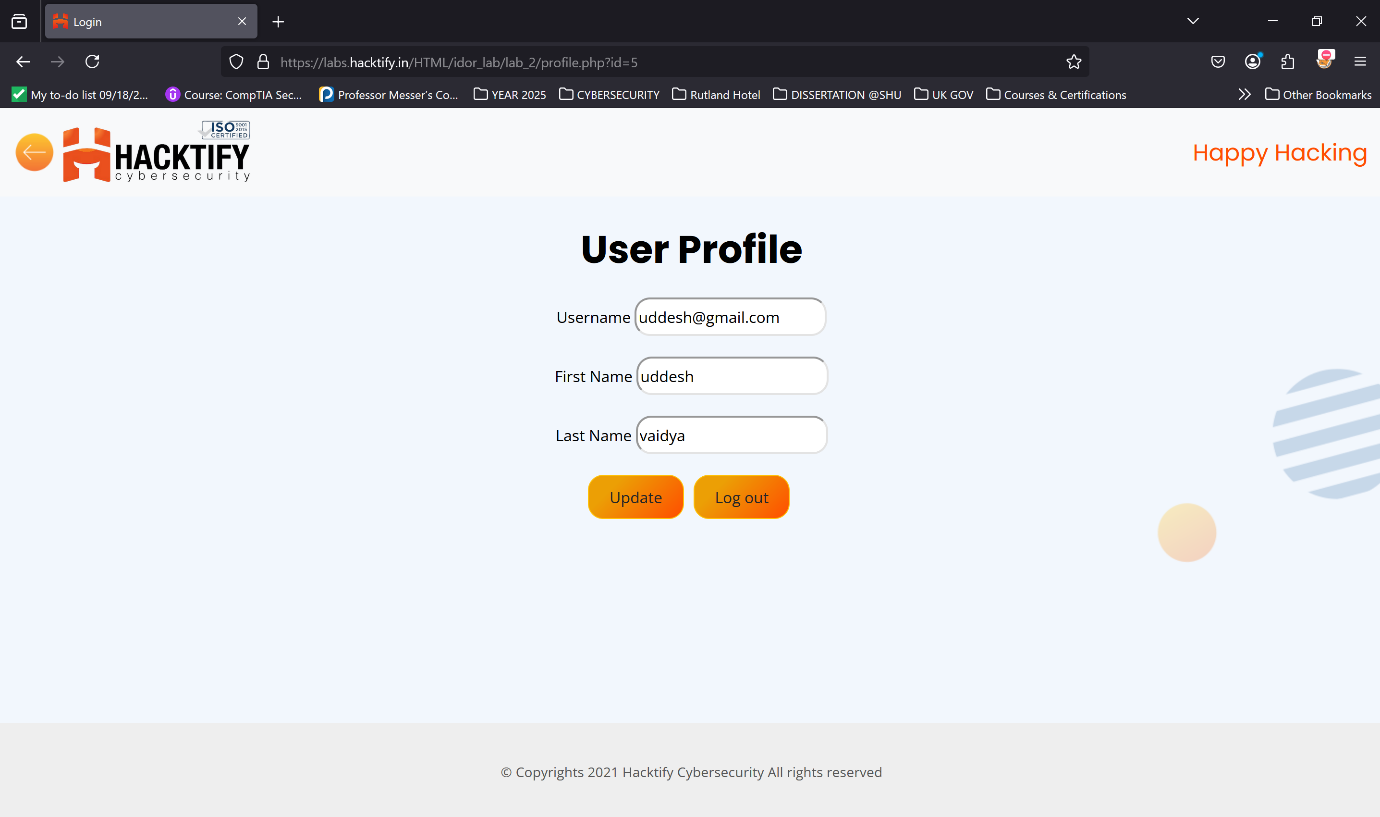 Login
https://labs.hacktify.in/HTML/idor_lab/lab_2/profile.php?id=5
My to-do list 09/18/2... Course: CompTIA Sec... Professor Messer's Co... YEAR 2025 CYBERSECURITY Rutland Hotel DISSERTATION @SHU UK GOV Courses & Certifications Other Bookmarks
ISO 9001 2015
CERTIFIED
HACKTIFY
cybersecurity
Happy Hacking
User Profile
Username uddesh@gmail.com
First Name uddesh
Last Name vaidya
Update Log out
© Copyrights 2021 Hacktify Cybersecurity All rights reserved